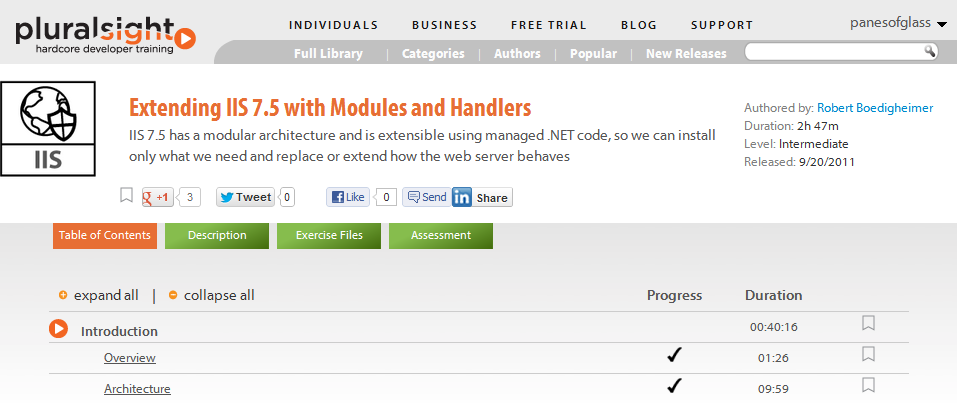 pluralsight
hardcore developer training
INDIVIDUALS BUSINESS FREE TRIAL BLOG SUPPORT
panesofglass
Full Library | Categories | Authors | Popular | New Releases
IIS
Extending IIS 7.5 with Modules and Handlers
IIS 7.5 has a modular architecture and is extensible using managed .NET code, so we can install
only what we need and replace or extend how the web server behaves
Authored by: Robert Boedigheimer
Duration: 2h 47m
Level: Intermediate
Released: 9/20/2011
g +1 3 Tweet 0 f Like 0 Send in Share
Table of Contents Description Exercise Files Assessment
expand all | collapse all Progress Duration
Introduction 00:40:16
Overview ✓ 01:26
Architecture ✓ 09:59